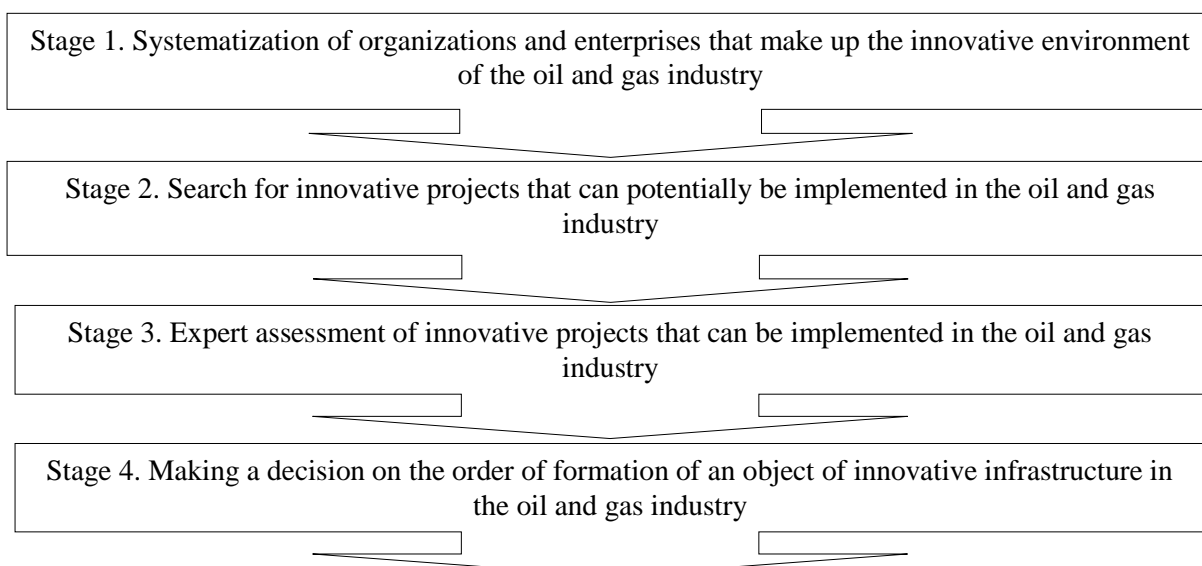 Stage 1. Systematization of organizations and enterprises that make up the innovative environment
of the oil and gas industry
Stage 2. Search for innovative projects that can potentially be implemented in the oil and gas
industry
Stage 3. Expert assessment of innovative projects that can be implemented in the oil and gas
industry
Stage 4. Making a decision on the order of formation of an object of innovative infrastructure in
the oil and gas industry